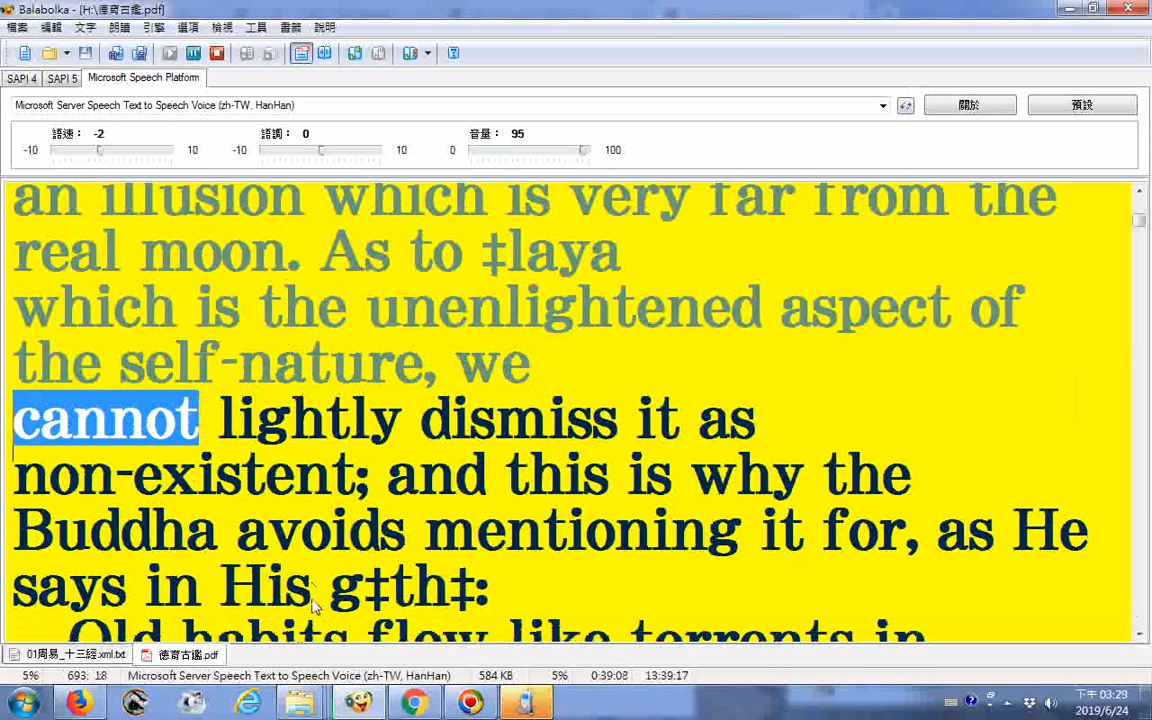 Balabolka - [H:\德育古鑑.pdf]
檔案 編輯 文字 朗讀 引擎 選項 檢視 工具 書籤 說明
SAPI 4 SAPI 5 Microsoft Speech Platform
Microsoft Server Speech Text to Speech Voice (zh-TW, HanHan) 關於 預設
語速： -2 語調： 0 音量： 95
-10 10 -10 10 0 100
an illusion which is very far from the
real moon. As to ‡laya
which is the unenlightened aspect of
the self-nature, we
cannot lightly dismiss it as
non-existent; and this is why the
Buddha avoids mentioning it for, as He
says in His g‡th‡:
Old habits flow like torrents in
01周易_十三經.xml.txt 德育古鑑.pdf
5% 693: 18 Microsoft Server Speech Text to Speech Voice (zh-TW, HanHan) 584 KB 5% 0:39:08 13:39:17
下午 03:29
2019/6/24